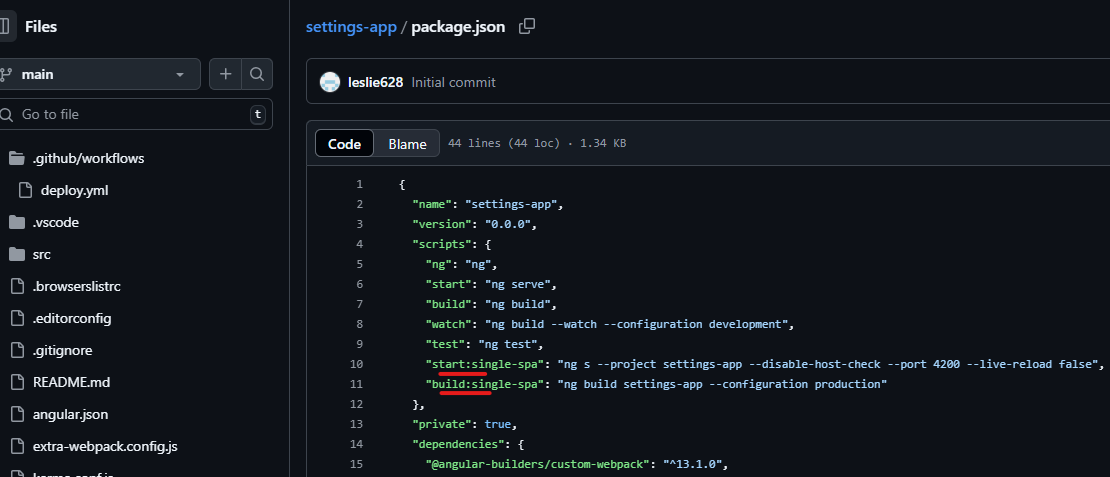 Files
main
Go to file
t
.github/workflows
deploy.yml
.vscode
src
.browserslistrc
.editorconfig
.gitignore
README.md
angular.json
extra-webpack.config.js
karma.conf.js
settings-app / package.json
leslie628 Initial commit
Code Blame 44 lines (44 loc) · 1.34 KB
1 {
2 "name": "settings-app",
3 "version": "0.0.0",
4 "scripts": {
5 "ng": "ng",
6 "start": "ng serve",
7 "build": "ng build",
8 "watch": "ng build --watch --configuration development",
9 "test": "ng test",
10 "start:single-spa": "ng s --project settings-app --disable-host-check --port 4200 --live-reload false",
11 "build:single-spa": "ng build settings-app --configuration production"
12 },
13 "private": true,
14 "dependencies": {
15 "@angular-builders/custom-webpack": "^13.1.0",